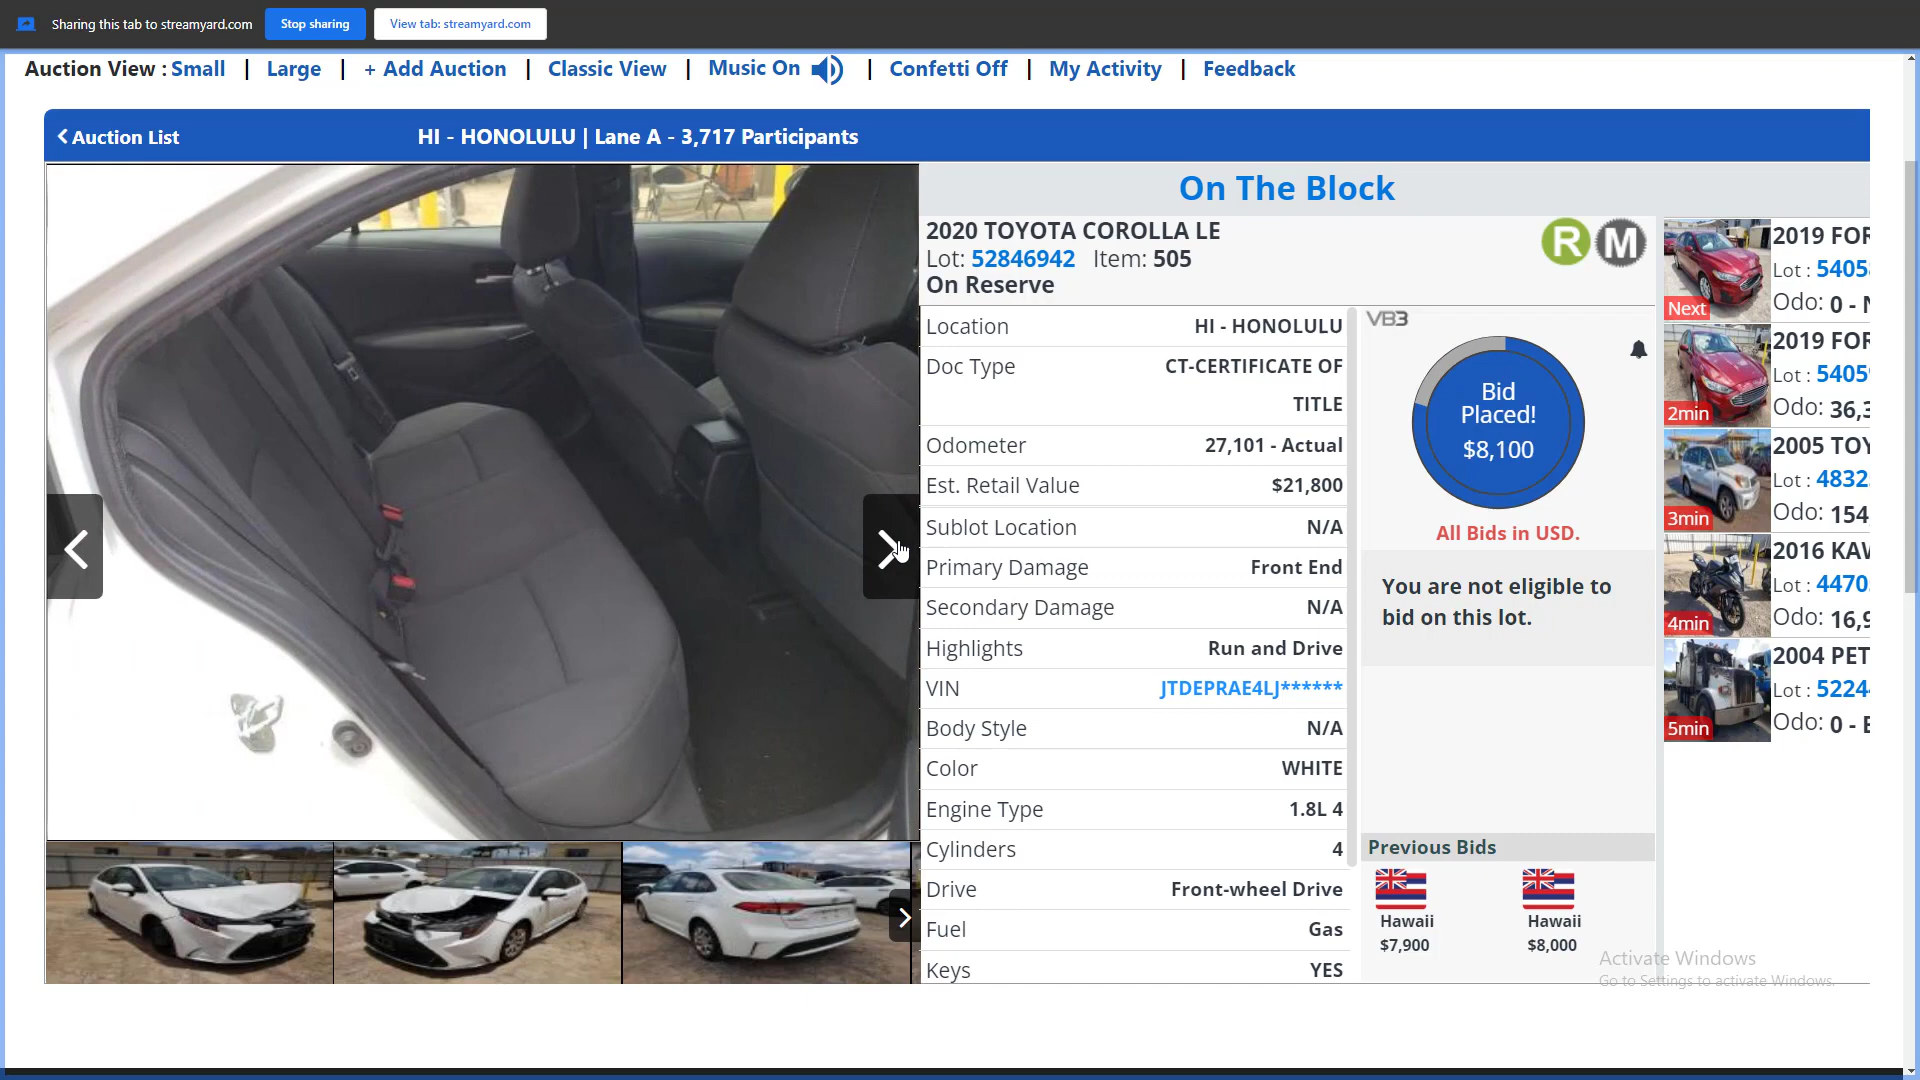 Sharing this tab to streamyard.com
Stop sharing
View tab: streamyard.com
Auction View : Small | Large | + Add Auction | Classic View | Music On | Confetti Off | My Activity | Feedback
Auction List
HI - HONOLULU | Lane A - 3,717 Participants
On The Block
2020 TOYOTA COROLLA LE
Lot: 52846942 Item: 505
On Reserve
R M
Location HI - HONOLULU
Doc Type CT-CERTIFICATE OF
TITLE
Odometer 27,101 - Actual
Est. Retail Value $21,800
Sublot Location N/A
Primary Damage Front End
Secondary Damage N/A
Highlights Run and Drive
VIN JTDEPRAE4LJ******
Body Style N/A
Color WHITE
Engine Type 1.8L 4
Cylinders 4
Drive Front-wheel Drive
Fuel Gas
Keys YES
VB3
Bid
Placed!
$8,100
All Bids in USD.
You are not eligible to
bid on this lot.
Previous Bids
Hawaii
$7,900
Hawaii
$8,000
2019 FOR
Lot : 5405
Odo: 0 - N
Next
2019 FOR
Lot : 5405
Odo: 36,3
2min
2005 TOY
Lot : 4832
Odo: 154
3min
2016 KAW
Lot : 4470
Odo: 16,9
4min
2004 PET
Lot : 5224
Odo: 0 - E
5min
Activate Windows
Go to Settings to activate Windows.